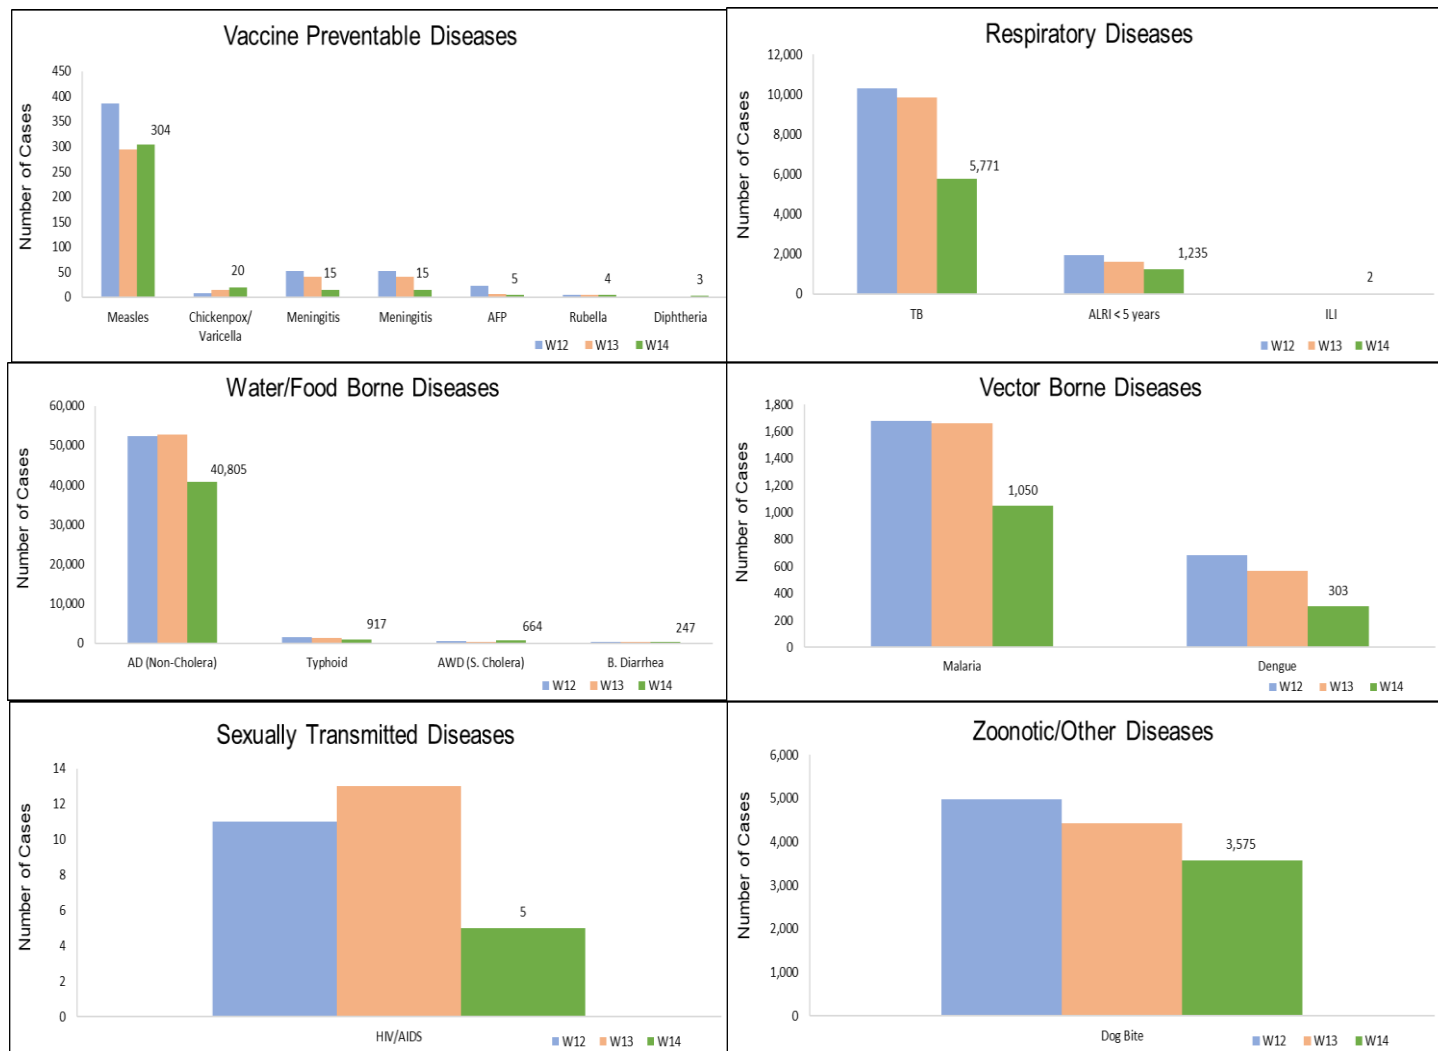 Vaccine Preventable Diseases
Number of Cases
450
400
350
300
250
200
150
100
50
0
304
20
15
15
5
4
3
Measles
Chickenpox/
Varicella
Meningitis
Meningitis
AFP
Rubella
Diphtheria
W12 W13 W14
Respiratory Diseases
Number of Cases
12,000
10,000
8,000
6,000
4,000
2,000
0
5,771
1,235
2
TB
ALRI < 5 years
ILI
W12 W13 W14
Water/Food Borne Diseases
Number of Cases
60,000
50,000
40,000
30,000
20,000
10,000
0
40,805
917
664
247
AD (Non-Cholera)
Typhoid
AWD (S. Cholera)
B. Diarrhea
W12 W13 W14
Vector Borne Diseases
Number of Cases
1,800
1,600
1,400
1,200
1,000
800
600
400
200
0
1,050
303
Malaria
Dengue
W12 W13 W14
Sexually Transmitted Diseases
Number of Cases
14
12
10
8
6
4
2
0
5
HIV/AIDS
W12 W13 W14
Zoonotic/Other Diseases
Number of Cases
6,000
5,000
4,000
3,000
2,000
1,000
0
3,575
Dog Bite
W12 W13 W14